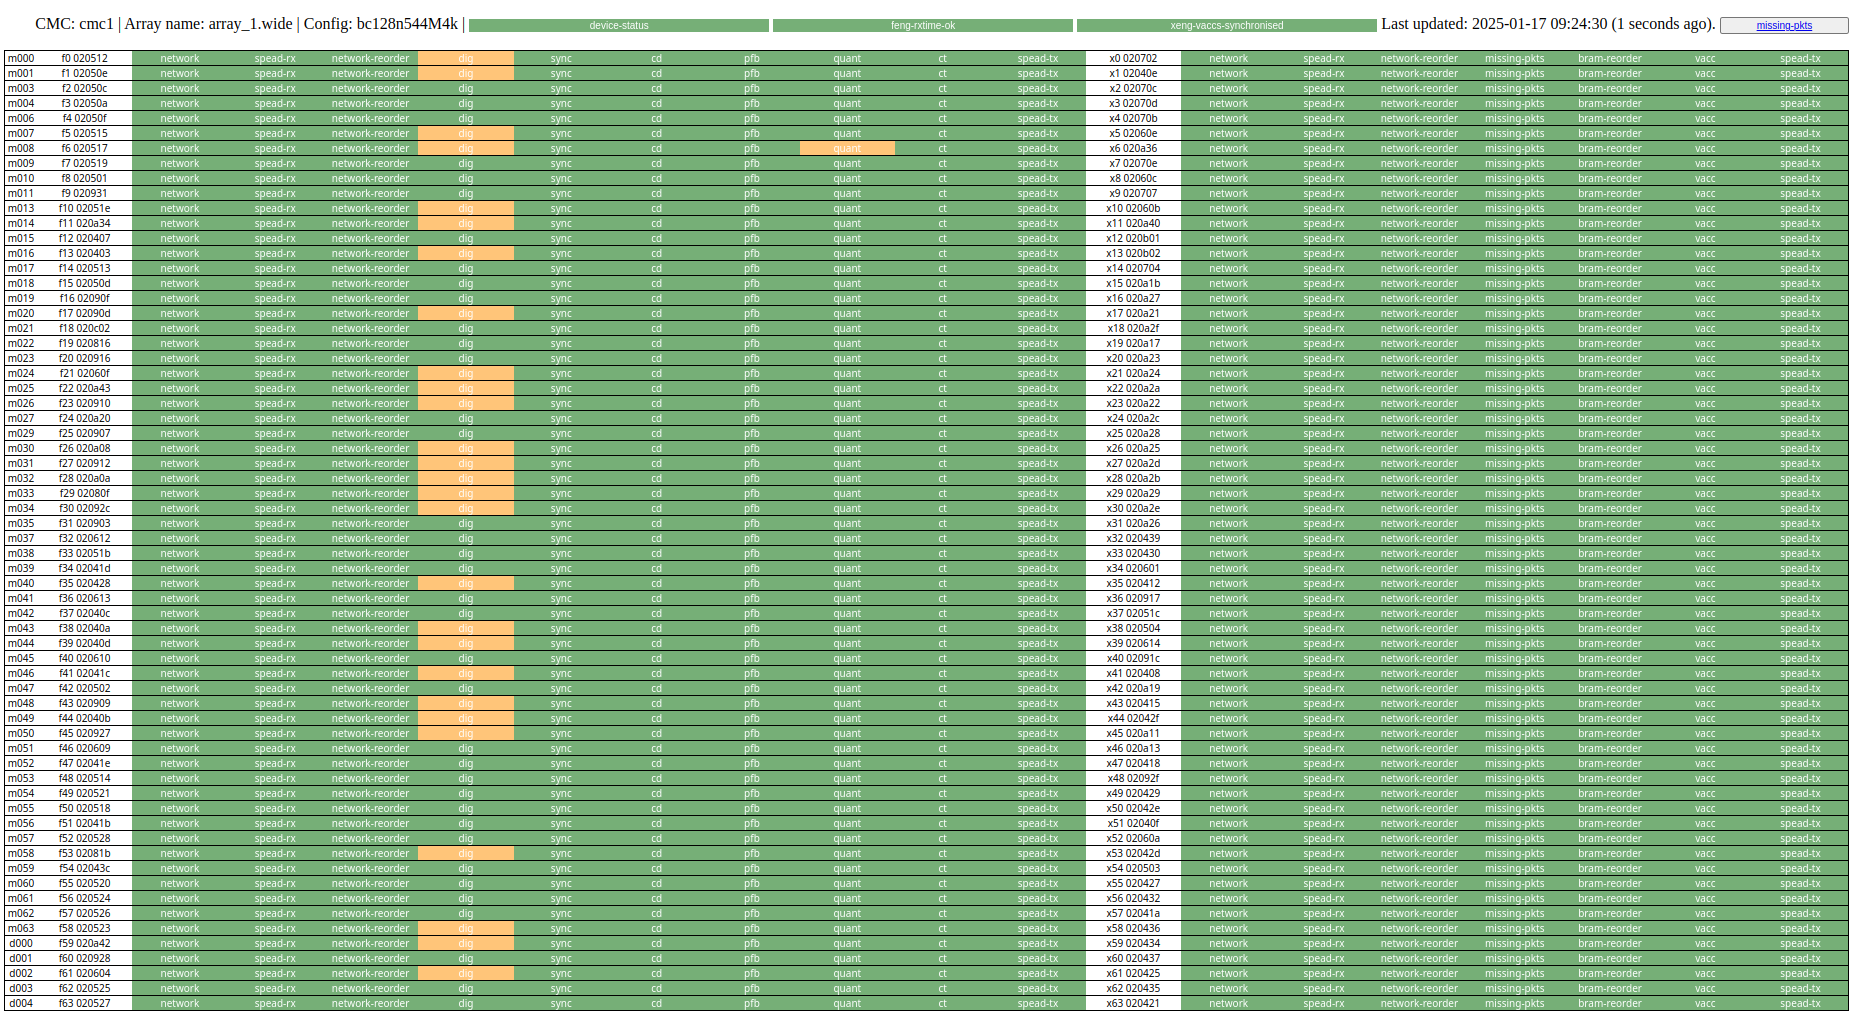 CMC: cmc1 | Array name: array_1.wide | Config: bc128n544M4k | device-status feng-rxtime-ok xeng-vaccs-synchronised Last updated: 2025-01-17 09:24:30 (1 seconds ago). missing-pkts
m000 f0 020512 network spead-rx network-reorder dig sync cd pfb quant ct spead-tx x0 020702 network spead-rx network-reorder missing-pkts bram-reorder vacc spead-tx
m001 f1 02050e network spead-rx network-reorder dig sync cd pfb quant ct spead-tx x1 02040e network spead-rx network-reorder missing-pkts bram-reorder vacc spead-tx
m003 f2 02050c network spead-rx network-reorder dig sync cd pfb quant ct spead-tx x2 02070c network spead-rx network-reorder missing-pkts bram-reorder vacc spead-tx
m004 f3 02050a network spead-rx network-reorder dig sync cd pfb quant ct spead-tx x3 02070d network spead-rx network-reorder missing-pkts bram-reorder vacc spead-tx
m006 f4 02050f network spead-rx network-reorder dig sync cd pfb quant ct spead-tx x4 02070b network spead-rx network-reorder missing-pkts bram-reorder vacc spead-tx
m007 f5 020515 network spead-rx network-reorder dig sync cd pfb quant ct spead-tx x5 02060e network spead-rx network-reorder missing-pkts bram-reorder vacc spead-tx
m008 f6 020517 network spead-rx network-reorder dig sync cd pfb quant ct spead-tx x6 020a36 network spead-rx network-reorder missing-pkts bram-reorder vacc spead-tx
m009 f7 020519 network spead-rx network-reorder dig sync cd pfb quant ct spead-tx x7 02070e network spead-rx network-reorder missing-pkts bram-reorder vacc spead-tx
m010 f8 020501 network spead-rx network-reorder dig sync cd pfb quant ct spead-tx x8 02060c network spead-rx network-reorder missing-pkts bram-reorder vacc spead-tx
m011 f9 020931 network spead-rx network-reorder dig sync cd pfb quant ct spead-tx x9 020707 network spead-rx network-reorder missing-pkts bram-reorder vacc spead-tx
m013 f10 02051e network spead-rx network-reorder dig sync cd pfb quant ct spead-tx x10 02060b network spead-rx network-reorder missing-pkts bram-reorder vacc spead-tx
m014 f11 020a34 network spead-rx network-reorder dig sync cd pfb quant ct spead-tx x11 020a40 network spead-rx network-reorder missing-pkts bram-reorder vacc spead-tx
m015 f12 020407 network spead-rx network-reorder dig sync cd pfb quant ct spead-tx x12 020b01 network spead-rx network-reorder missing-pkts bram-reorder vacc spead-tx
m016 f13 020403 network spead-rx network-reorder dig sync cd pfb quant ct spead-tx x13 020b02 network spead-rx network-reorder missing-pkts bram-reorder vacc spead-tx
m017 f14 020513 network spead-rx network-reorder dig sync cd pfb quant ct spead-tx x14 020704 network spead-rx network-reorder missing-pkts bram-reorder vacc spead-tx
m018 f15 02050d network spead-rx network-reorder dig sync cd pfb quant ct spead-tx x15 020a1b network spead-rx network-reorder missing-pkts bram-reorder vacc spead-tx
m019 f16 02090f network spead-rx network-reorder dig sync cd pfb quant ct spead-tx x16 020a27 network spead-rx network-reorder missing-pkts bram-reorder vacc spead-tx
m020 f17 02090d network spead-rx network-reorder dig sync cd pfb quant ct spead-tx x17 020a21 network spead-rx network-reorder missing-pkts bram-reorder vacc spead-tx
m021 f18 020c02 network spead-rx network-reorder dig sync cd pfb quant ct spead-tx x18 020a2f network spead-rx network-reorder missing-pkts bram-reorder vacc spead-tx
m022 f19 020816 network spead-rx network-reorder dig sync cd pfb quant ct spead-tx x19 020a17 network spead-rx network-reorder missing-pkts bram-reorder vacc spead-tx
m023 f20 020916 network spead-rx network-reorder dig sync cd pfb quant ct spead-tx x20 020a23 network spead-rx network-reorder missing-pkts bram-reorder vacc spead-tx
m024 f21 02060f network spead-rx network-reorder dig sync cd pfb quant ct spead-tx x21 020a24 network spead-rx network-reorder missing-pkts bram-reorder vacc spead-tx
m025 f22 020a43 network spead-rx network-reorder dig sync cd pfb quant ct spead-tx x22 020a2a network spead-rx network-reorder missing-pkts bram-reorder vacc spead-tx
m026 f23 020910 network spead-rx network-reorder dig sync cd pfb quant ct spead-tx x23 020a22 network spead-rx network-reorder missing-pkts bram-reorder vacc spead-tx
m027 f24 020a20 network spead-rx network-reorder dig sync cd pfb quant ct spead-tx x24 020a2c network spead-rx network-reorder missing-pkts bram-reorder vacc spead-tx
m029 f25 020907 network spead-rx network-reorder dig sync cd pfb quant ct spead-tx x25 020a28 network spead-rx network-reorder missing-pkts bram-reorder vacc spead-tx
m030 f26 020a08 network spead-rx network-reorder dig sync cd pfb quant ct spead-tx x26 020a25 network spead-rx network-reorder missing-pkts bram-reorder vacc spead-tx
m031 f27 020912 network spead-rx network-reorder dig sync cd pfb quant ct spead-tx x27 020a2d network spead-rx network-reorder missing-pkts bram-reorder vacc spead-tx
m032 f28 020a0a network spead-rx network-reorder dig sync cd pfb quant ct spead-tx x28 020a2b network spead-rx network-reorder missing-pkts bram-reorder vacc spead-tx
m033 f29 02080f network spead-rx network-reorder dig sync cd pfb quant ct spead-tx x29 020a29 network spead-rx network-reorder missing-pkts bram-reorder vacc spead-tx
m034 f30 02092c network spead-rx network-reorder dig sync cd pfb quant ct spead-tx x30 020a2e network spead-rx network-reorder missing-pkts bram-reorder vacc spead-tx
m035 f31 020903 network spead-rx network-reorder dig sync cd pfb quant ct spead-tx x31 020a26 network spead-rx network-reorder missing-pkts bram-reorder vacc spead-tx
m037 f32 020612 network spead-rx network-reorder dig sync cd pfb quant ct spead-tx x32 020439 network spead-rx network-reorder missing-pkts bram-reorder vacc spead-tx
m038 f33 02051b network spead-rx network-reorder dig sync cd pfb quant ct spead-tx x33 020430 network spead-rx network-reorder missing-pkts bram-reorder vacc spead-tx
m039 f34 02041d network spead-rx network-reorder dig sync cd pfb quant ct spead-tx x34 020601 network spead-rx network-reorder missing-pkts bram-reorder vacc spead-tx
m040 f35 020428 network spead-rx network-reorder dig sync cd pfb quant ct spead-tx x35 020412 network spead-rx network-reorder missing-pkts bram-reorder vacc spead-tx
m041 f36 020613 network spead-rx network-reorder dig sync cd pfb quant ct spead-tx x36 020917 network spead-rx network-reorder missing-pkts bram-reorder vacc spead-tx
m042 f37 02040c network spead-rx network-reorder dig sync cd pfb quant ct spead-tx x37 02051c network spead-rx network-reorder missing-pkts bram-reorder vacc spead-tx
m043 f38 02040a network spead-rx network-reorder dig sync cd pfb quant ct spead-tx x38 020504 network spead-rx network-reorder missing-pkts bram-reorder vacc spead-tx
m044 f39 02040d network spead-rx network-reorder dig sync cd pfb quant ct spead-tx x39 020614 network spead-rx network-reorder missing-pkts bram-reorder vacc spead-tx
m045 f40 020610 network spead-rx network-reorder dig sync cd pfb quant ct spead-tx x40 02091c network spead-rx network-reorder missing-pkts bram-reorder vacc spead-tx
m046 f41 02041c network spead-rx network-reorder dig sync cd pfb quant ct spead-tx x41 020408 network spead-rx network-reorder missing-pkts bram-reorder vacc spead-tx
m047 f42 020502 network spead-rx network-reorder dig sync cd pfb quant ct spead-tx x42 020a19 network spead-rx network-reorder missing-pkts bram-reorder vacc spead-tx
m048 f43 020909 network spead-rx network-reorder dig sync cd pfb quant ct spead-tx x43 020415 network spead-rx network-reorder missing-pkts bram-reorder vacc spead-tx
m049 f44 02040b network spead-rx network-reorder dig sync cd pfb quant ct spead-tx x44 02042f network spead-rx network-reorder missing-pkts bram-reorder vacc spead-tx
m050 f45 020927 network spead-rx network-reorder dig sync cd pfb quant ct spead-tx x45 020a11 network spead-rx network-reorder missing-pkts bram-reorder vacc spead-tx
m051 f46 020609 network spead-rx network-reorder dig sync cd pfb quant ct spead-tx x46 020a13 network spead-rx network-reorder missing-pkts bram-reorder vacc spead-tx
m052 f47 02041e network spead-rx network-reorder dig sync cd pfb quant ct spead-tx x47 020418 network spead-rx network-reorder missing-pkts bram-reorder vacc spead-tx
m053 f48 020514 network spead-rx network-reorder dig sync cd pfb quant ct spead-tx x48 02092f network spead-rx network-reorder missing-pkts bram-reorder vacc spead-tx
m054 f49 020521 network spead-rx network-reorder dig sync cd pfb quant ct spead-tx x49 020429 network spead-rx network-reorder missing-pkts bram-reorder vacc spead-tx
m055 f50 020518 network spead-rx network-reorder dig sync cd pfb quant ct spead-tx x50 02042e network spead-rx network-reorder missing-pkts bram-reorder vacc spead-tx
m056 f51 02041b network spead-rx network-reorder dig sync cd pfb quant ct spead-tx x51 02040f network spead-rx network-reorder missing-pkts bram-reorder vacc spead-tx
m057 f52 020528 network spead-rx network-reorder dig sync cd pfb quant ct spead-tx x52 02060a network spead-rx network-reorder missing-pkts bram-reorder vacc spead-tx
m058 f53 02081b network spead-rx network-reorder dig sync cd pfb quant ct spead-tx x53 02042d network spead-rx network-reorder missing-pkts bram-reorder vacc spead-tx
m059 f54 02043c network spead-rx network-reorder dig sync cd pfb quant ct spead-tx x54 020503 network spead-rx network-reorder missing-pkts bram-reorder vacc spead-tx
m060 f55 020520 network spead-rx network-reorder dig sync cd pfb quant ct spead-tx x55 020427 network spead-rx network-reorder missing-pkts bram-reorder vacc spead-tx
m061 f56 020524 network spead-rx network-reorder dig sync cd pfb quant ct spead-tx x56 020432 network spead-rx network-reorder missing-pkts bram-reorder vacc spead-tx
m062 f57 020526 network spead-rx network-reorder dig sync cd pfb quant ct spead-tx x57 02041a network spead-rx network-reorder missing-pkts bram-reorder vacc spead-tx
m063 f58 020523 network spead-rx network-reorder dig sync cd pfb quant ct spead-tx x58 020436 network spead-rx network-reorder missing-pkts bram-reorder vacc spead-tx
d000 f59 020a42 network spead-rx network-reorder dig sync cd pfb quant ct spead-tx x59 020434 network spead-rx network-reorder missing-pkts bram-reorder vacc spead-tx
d001 f60 020928 network spead-rx network-reorder dig sync cd pfb quant ct spead-tx x60 020437 network spead-rx network-reorder missing-pkts bram-reorder vacc spead-tx
d002 f61 020604 network spead-rx network-reorder dig sync cd pfb quant ct spead-tx x61 020425 network spead-rx network-reorder missing-pkts bram-reorder vacc spead-tx
d003 f62 020525 network spead-rx network-reorder dig sync cd pfb quant ct spead-tx x62 020435 network spead-rx network-reorder missing-pkts bram-reorder vacc spead-tx
d004 f63 020527 network spead-rx network-reorder dig sync cd pfb quant ct spead-tx x63 020421 network spead-rx network-reorder missing-pkts bram-reorder vacc spead-tx